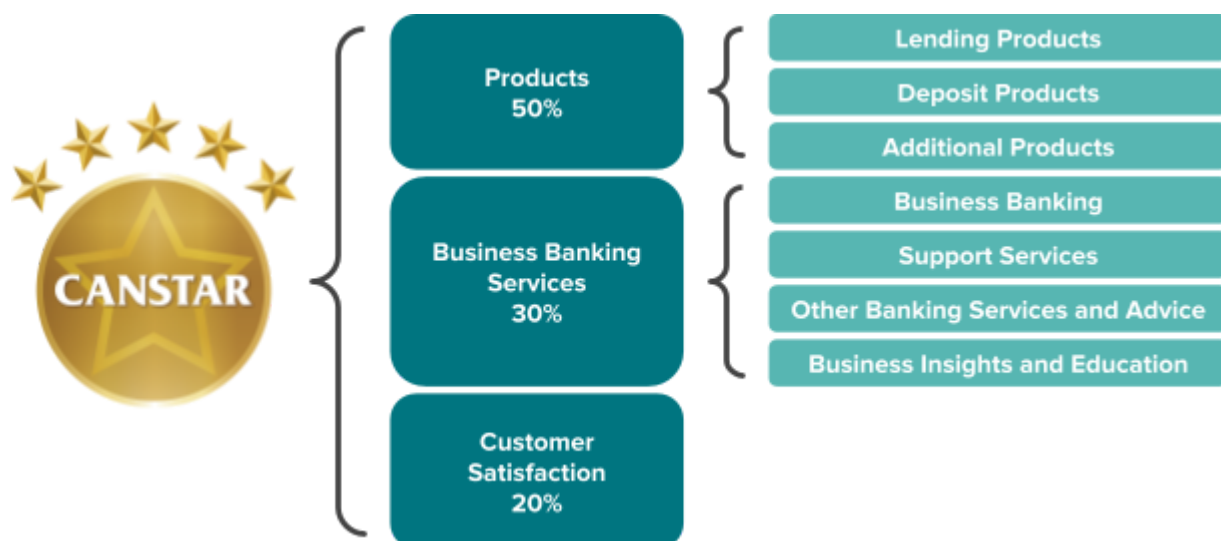 CANSTAR
Products
50%
Lending Products
Deposit Products
Additional Products
Business Banking
Services
30%
Business Banking
Support Services
Other Banking Services and Advice
Business Insights and Education
Customer
Satisfaction
20%